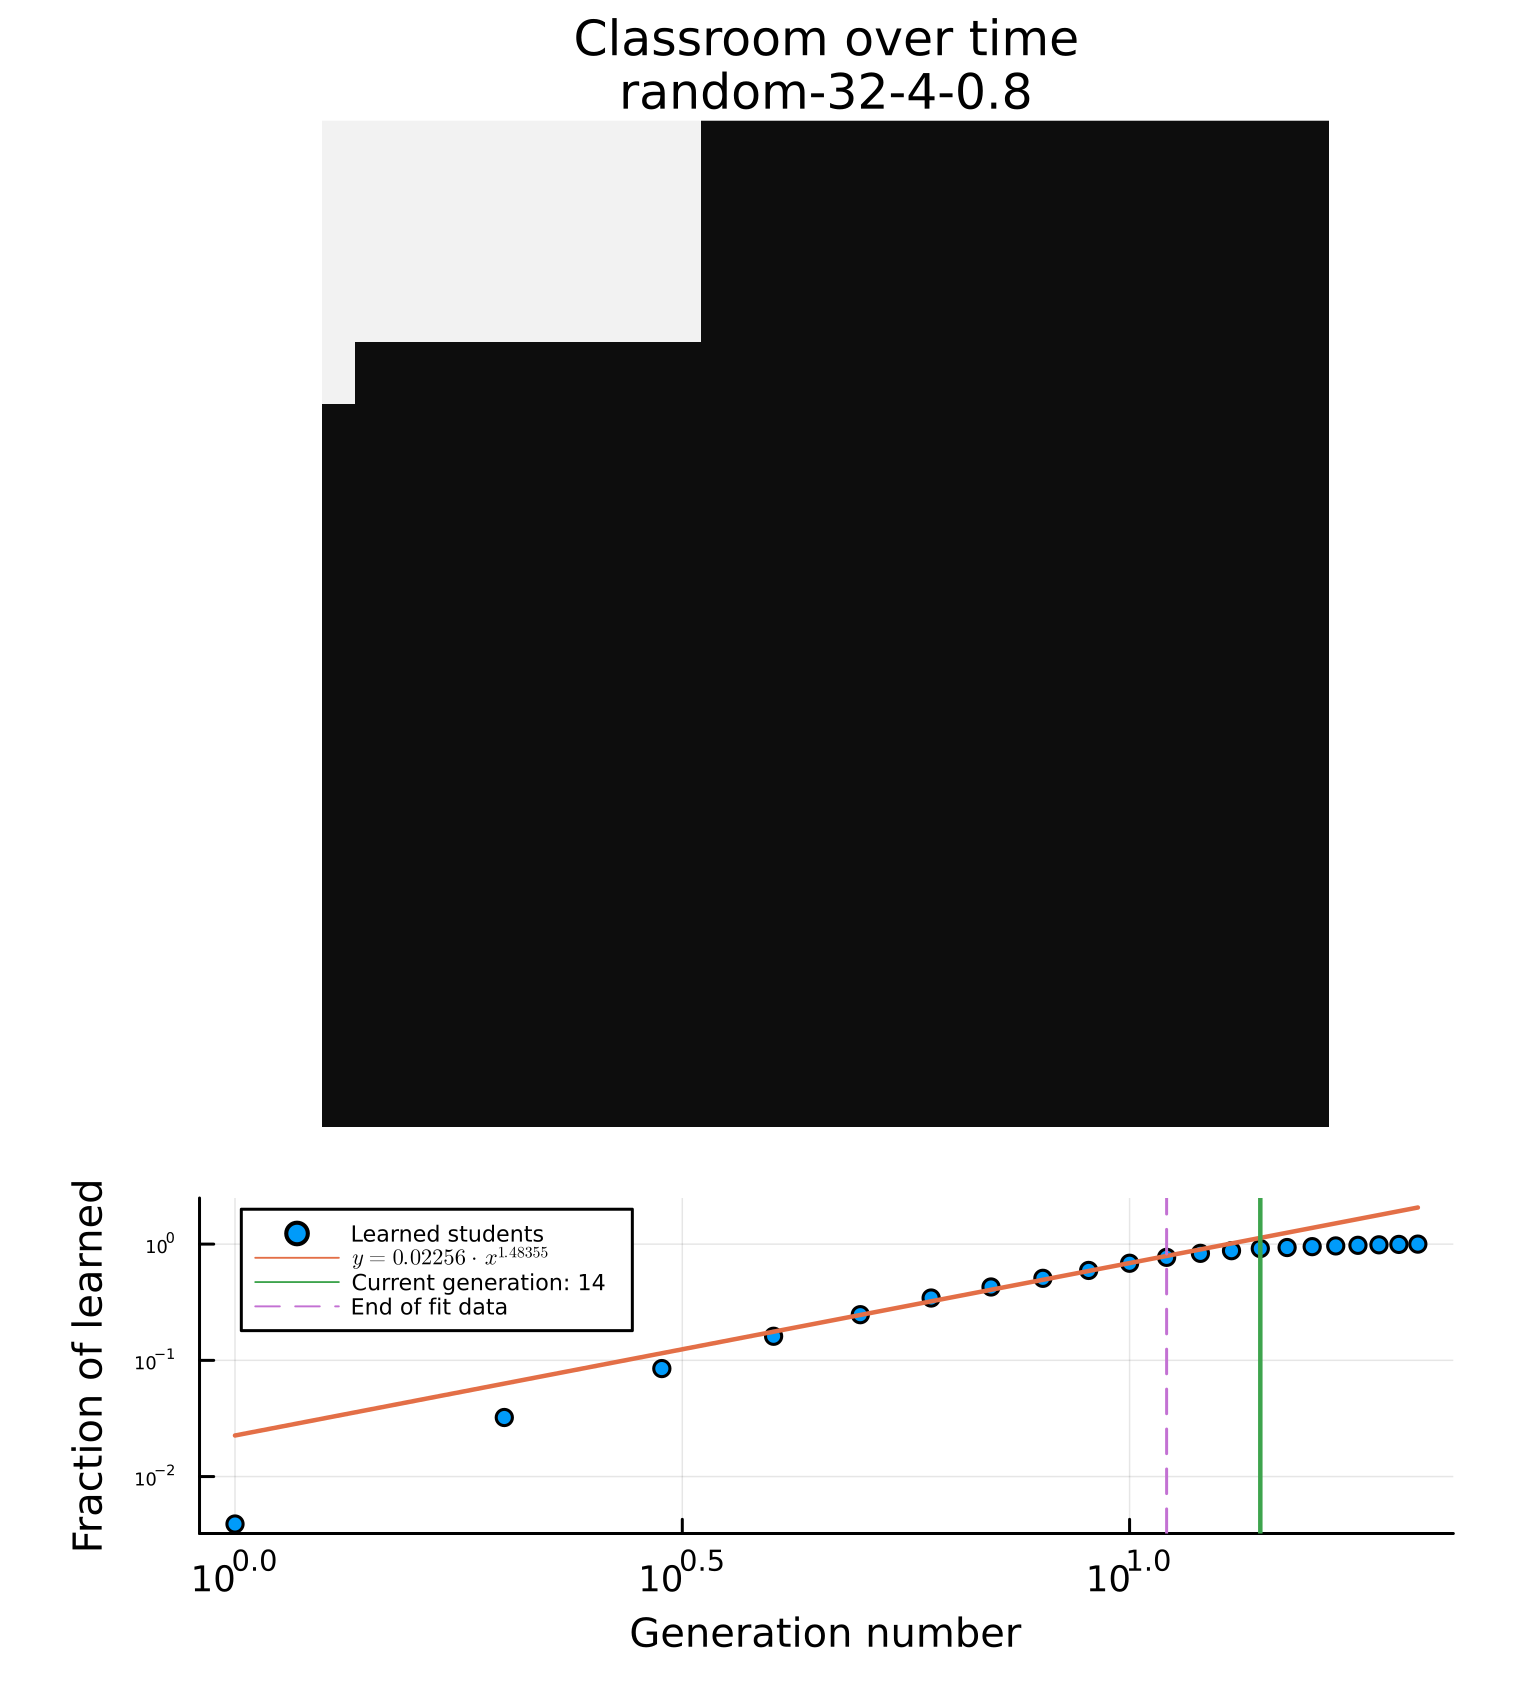 Classroom over time
random-32-4-0.8
Fraction of learned
10⁰
10⁻¹
10⁻²
Learned students
y = 0.02256 · x^1.48355
Current generation: 14
End of fit data
10^0.0
10^0.5
10^1.0
Generation number